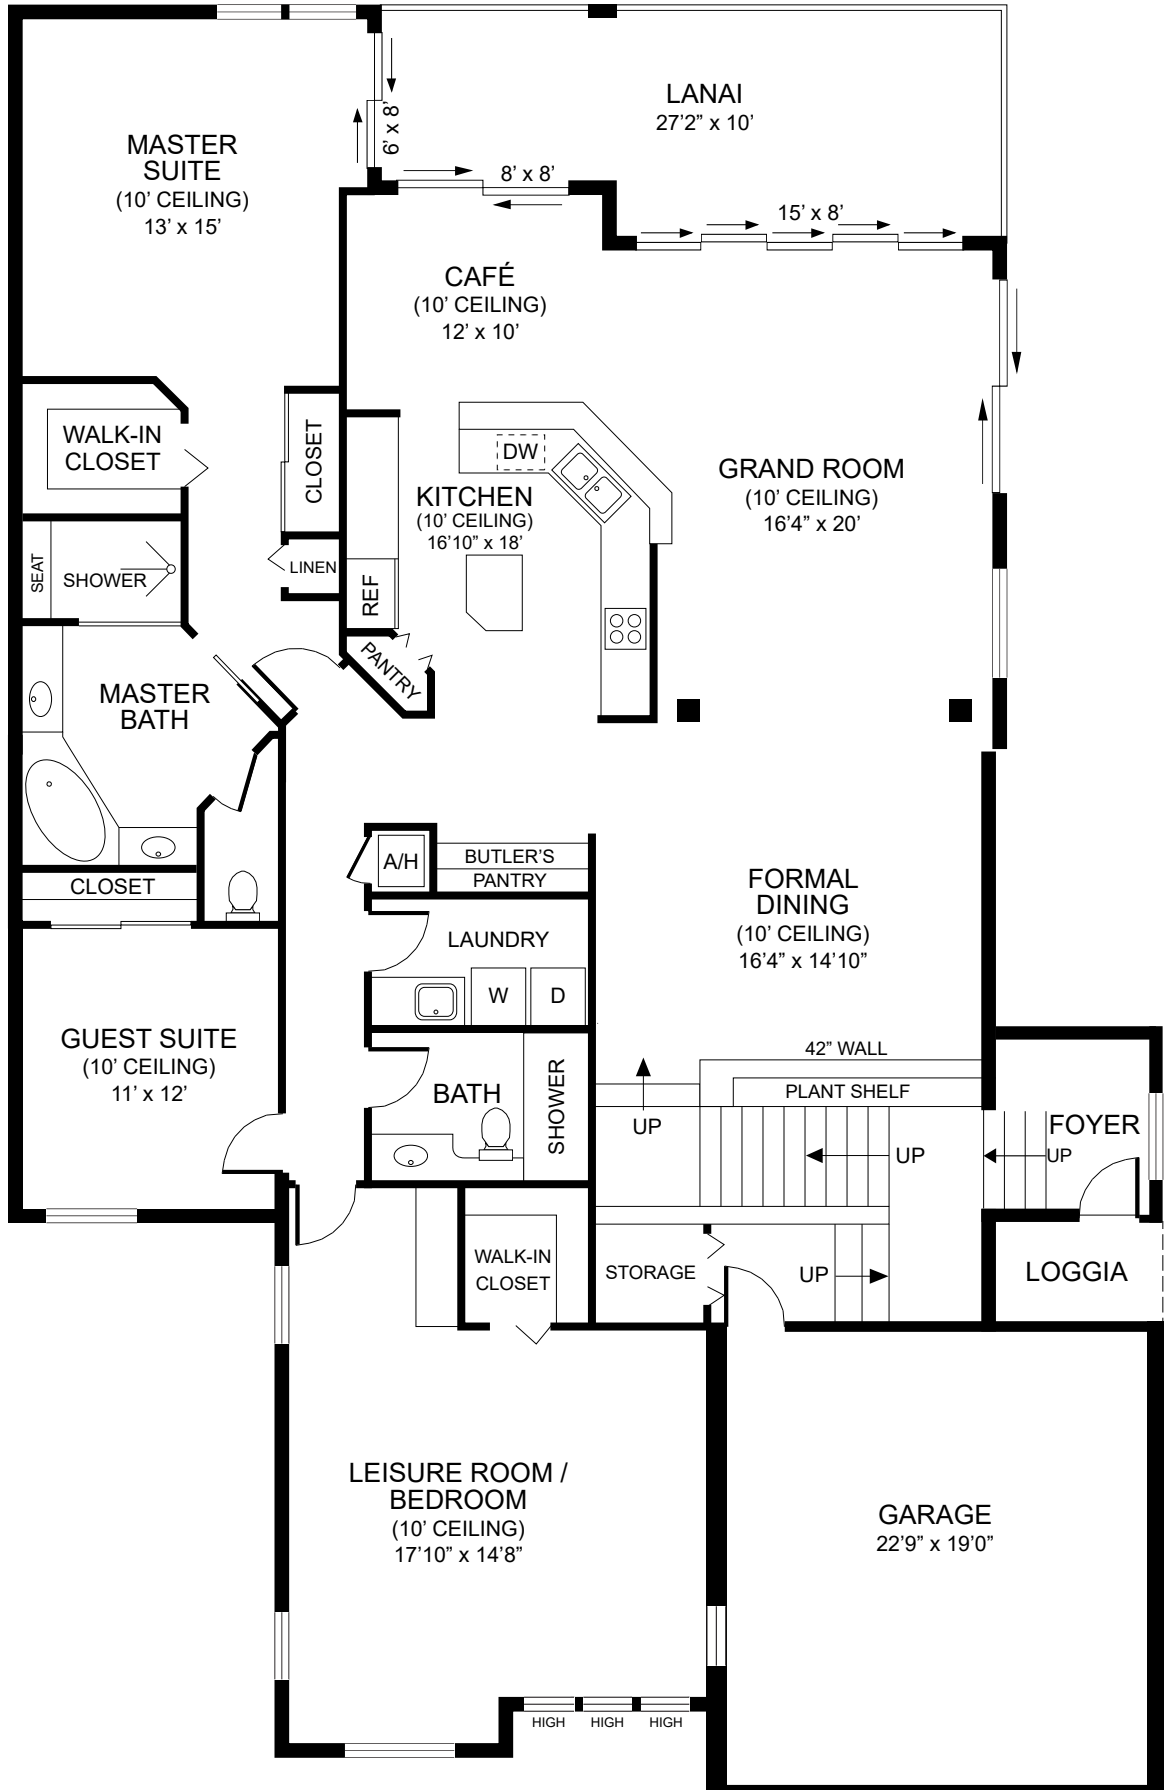 LANAI
27'2” x 10’
6’ x 8’
MASTER
SUITE
(10’ CEILING)
13’ x 15’
8’ x 8’
15’ x 8’
CAFÉ
(10’ CEILING)
12’ x 10’
WALK-IN
CLOSET
CLOSET
DW
KITCHEN
(10’ CEILING)
16’10” x 18’
GRAND ROOM
(10’ CEILING)
16’4” x 20’
SEAT
SHOWER
LINEN
REF
PANTRY
MASTER
BATH
A/H
BUTLER’S
PANTRY
CLOSET
FORMAL
DINING
(10’ CEILING)
16’4” x 14’10”
LAUNDRY
W
D
GUEST SUITE
(10’ CEILING)
11’ x 12’
42” WALL
PLANT SHELF
BATH
SHOWER
UP
UP
FOYER
UP
WALK-IN
CLOSET
STORAGE
UP
LOGGIA
LEISURE ROOM /
BEDROOM
(10’ CEILING)
17’10” x 14’8”
GARAGE
22’9” x 19’0”
HIGH
HIGH
HIGH